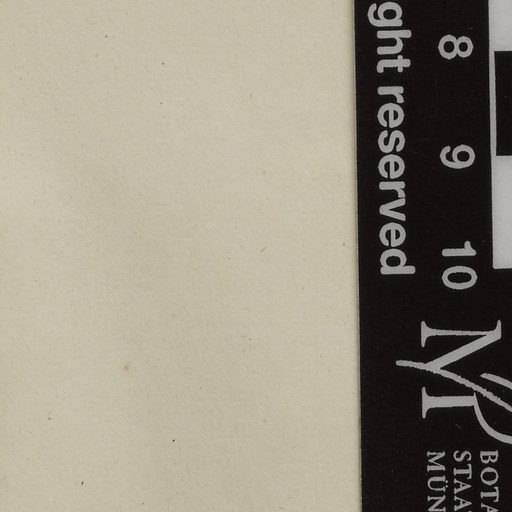 ght reserved
8 9 10
M
BOTA
STAA
MÜN